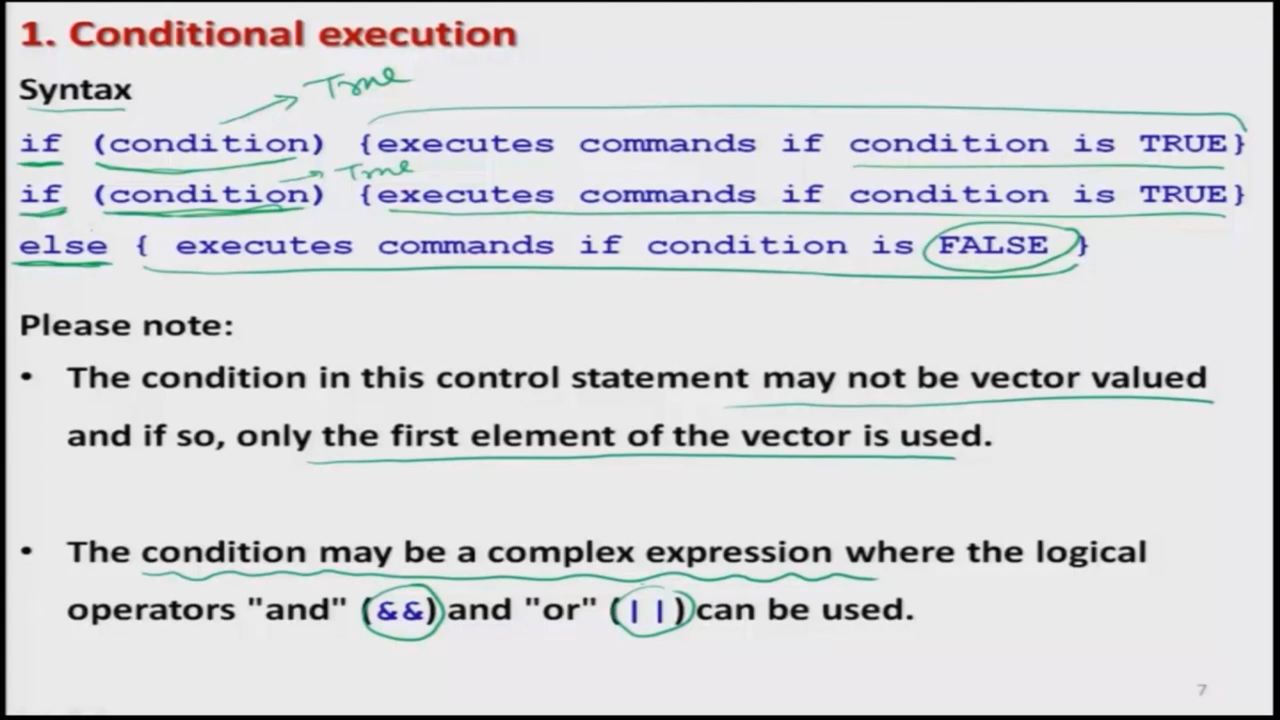 1. Conditional execution
Syntax
True
if (condition) {executes commands if condition is TRUE}
True
if (condition) {executes commands if condition is TRUE}
else { executes commands if condition is FALSE }
Please note:
• The condition in this control statement may not be vector valued
and if so, only the first element of the vector is used.
• The condition may be a complex expression where the logical
operators "and" (&&) and "or" (||) can be used.
7